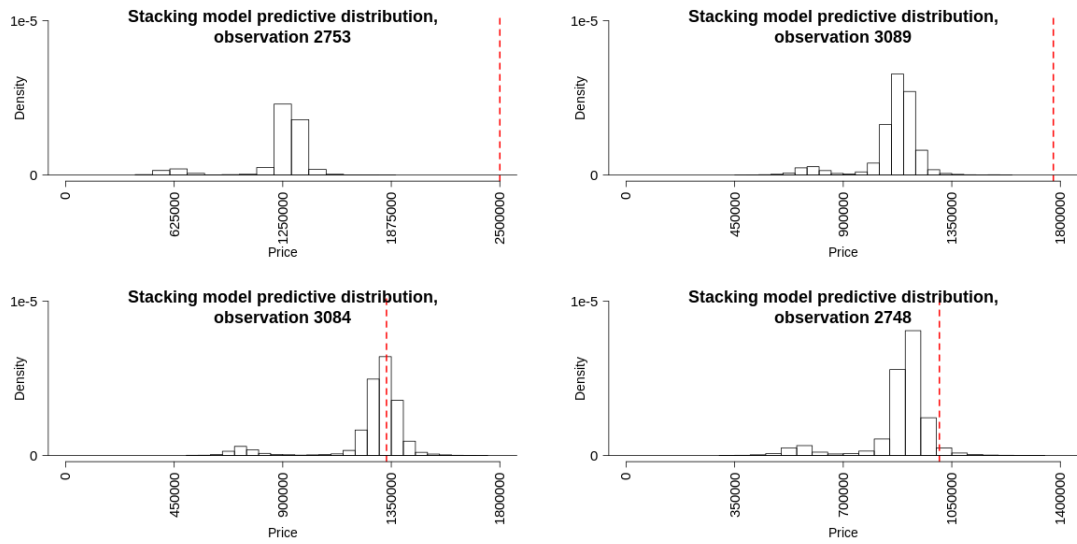 Stacking model predictive distribution,
observation 2753
1e-5
Density
0
0
625000
1250000
1875000
2500000
Price
Stacking model predictive distribution,
observation 3089
1e-5
Density
0
0
450000
900000
1350000
1800000
Price
Stacking model predictive distribution,
observation 3084
1e-5
Density
0
0
450000
900000
1350000
1800000
Price
Stacking model predictive distribution,
observation 2748
1e-5
Density
0
0
350000
700000
1050000
1400000
Price